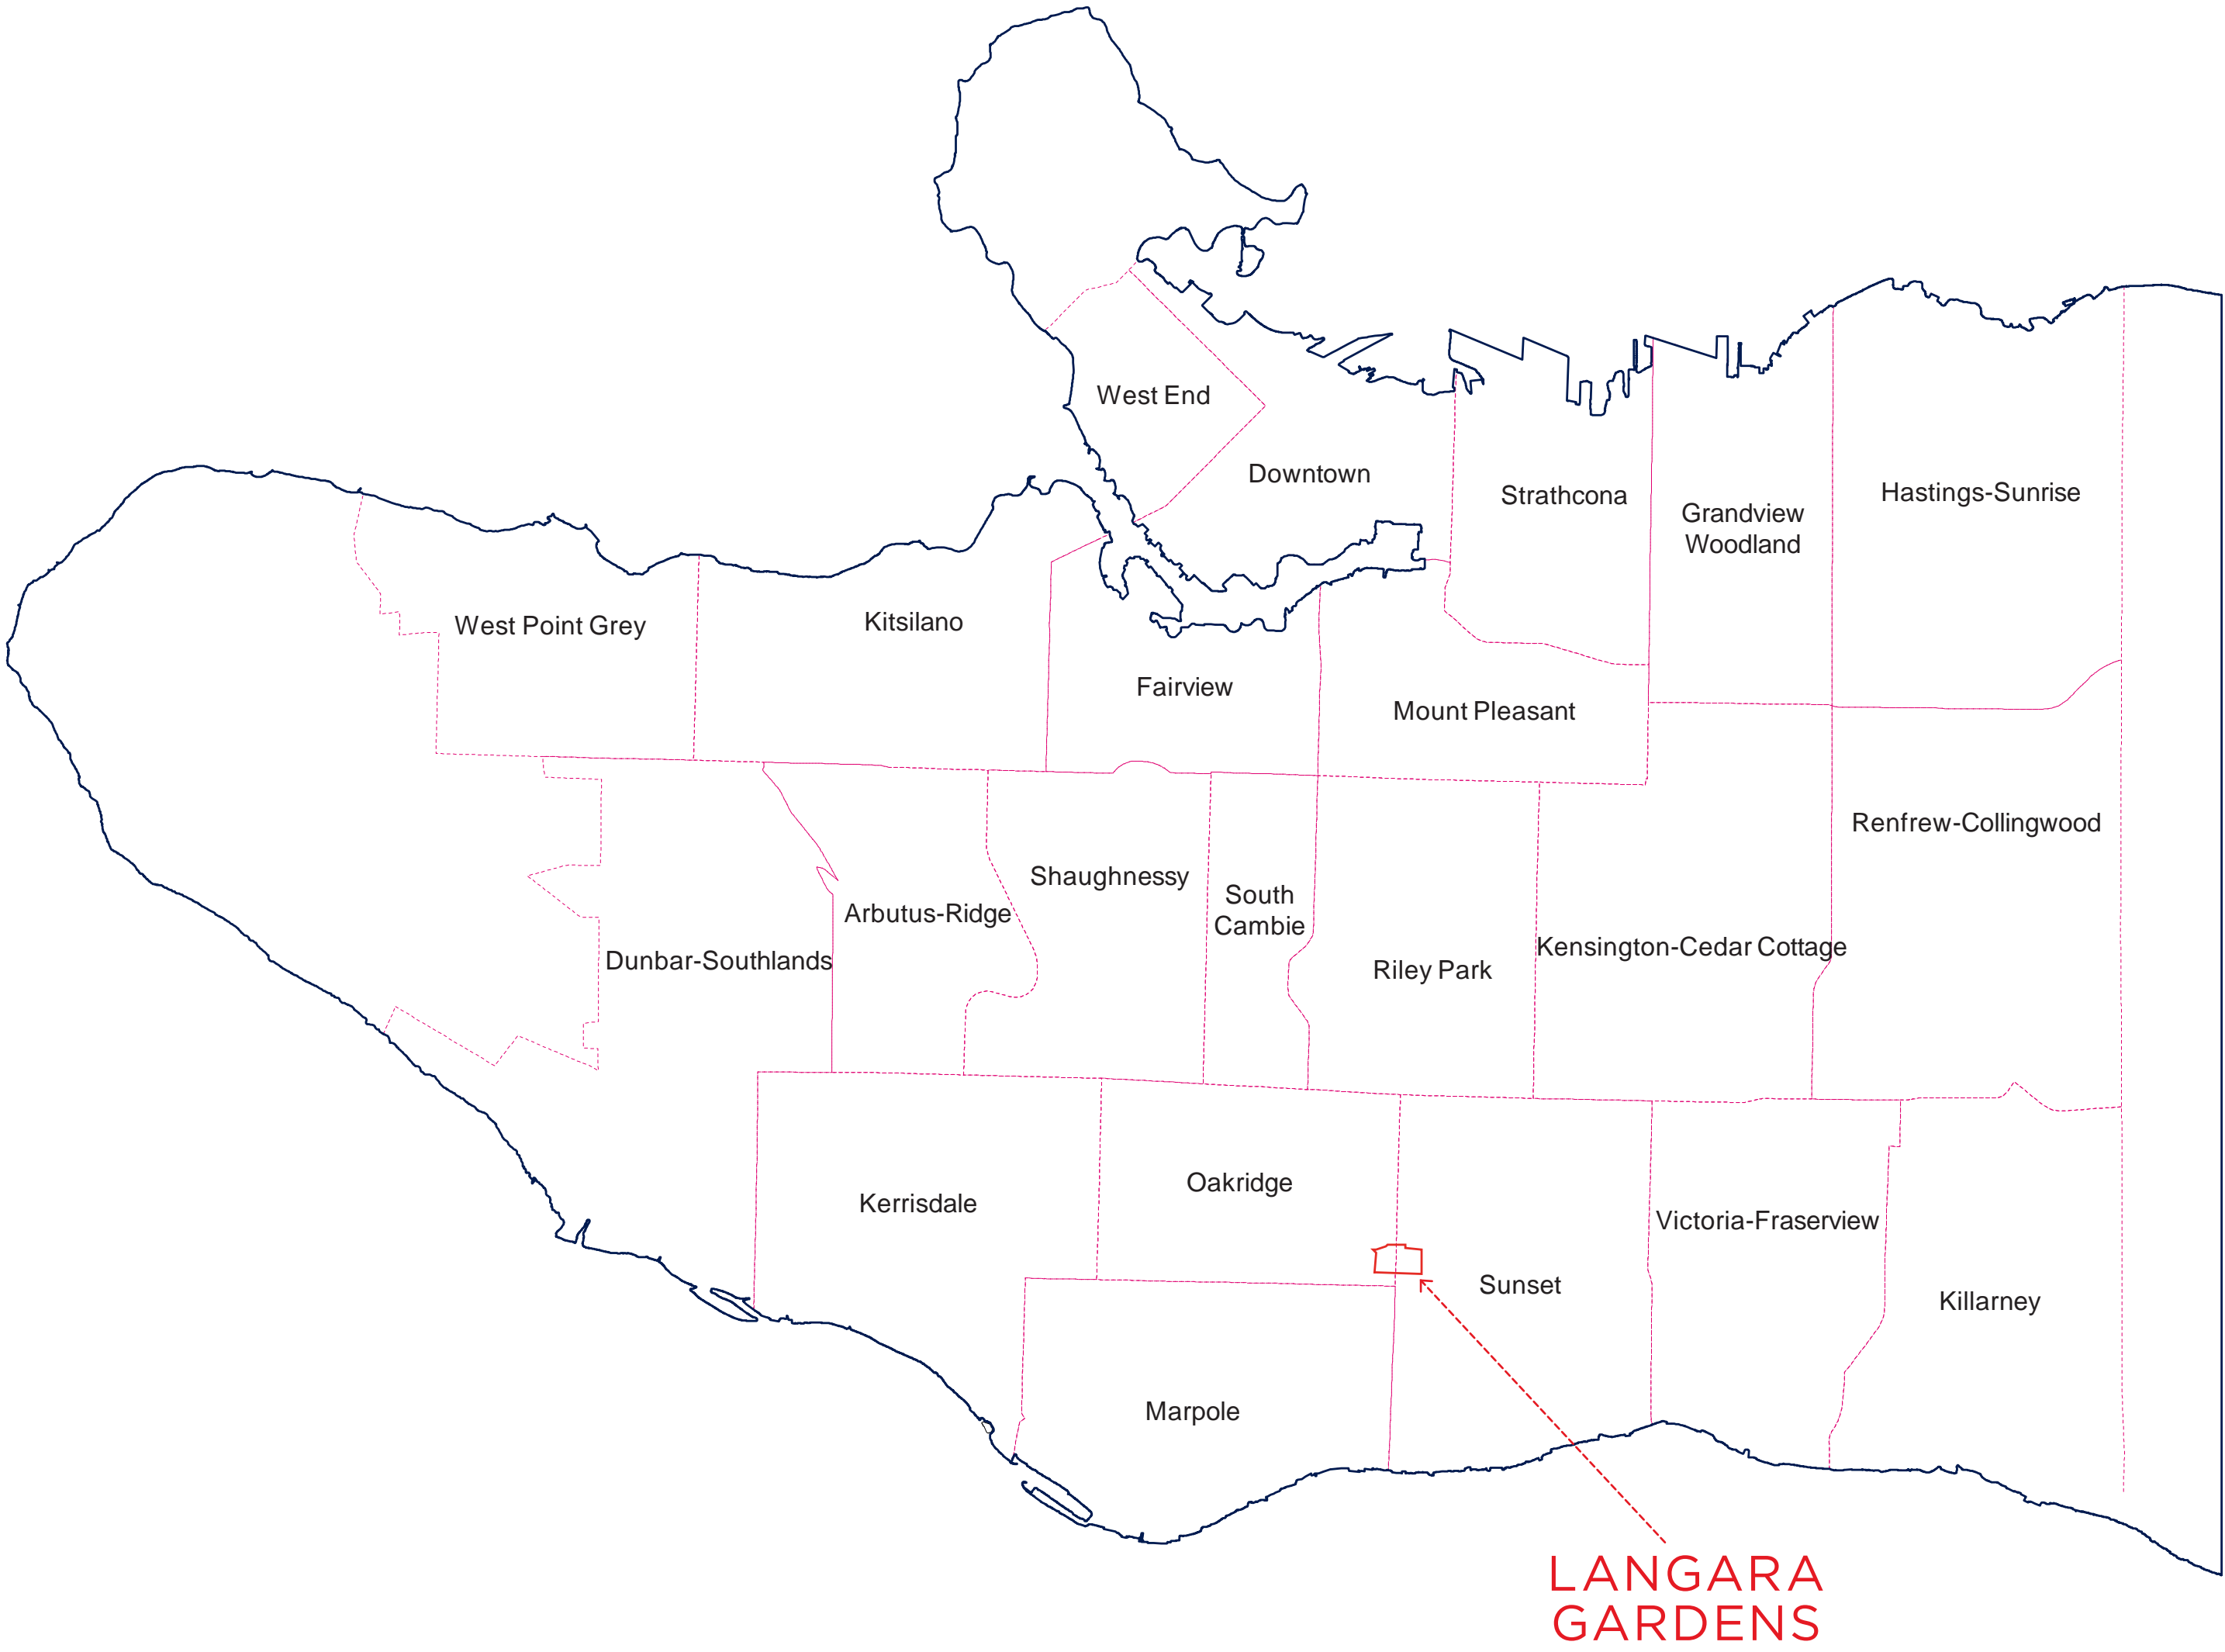 West End
Downtown
Strathcona
Hastings-Sunrise
Grandview
Woodland
West Point Grey
Kitsilano
Fairview
Mount Pleasant
Renfrew-Collingwood
Shaughnessy
South
Cambie
Arbutus-Ridge
Dunbar-Southlands
Riley Park
Kensington-Cedar Cottage
Oakridge
Kerrisdale
Victoria-Fraserview
Sunset
Killarney
Marpole
LANGARA
GARDENS